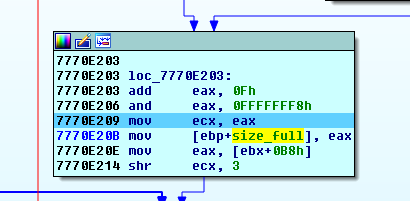 7770E203
7770E203 loc_7770E203:
7770E203 add eax, 0Fh
7770E206 and eax, 0FFFFFFF8h
7770E209 mov ecx, eax
7770E20B mov [ebp+size_full], eax
7770E20E mov eax, [ebx+0B8h]
7770E214 shr ecx, 3